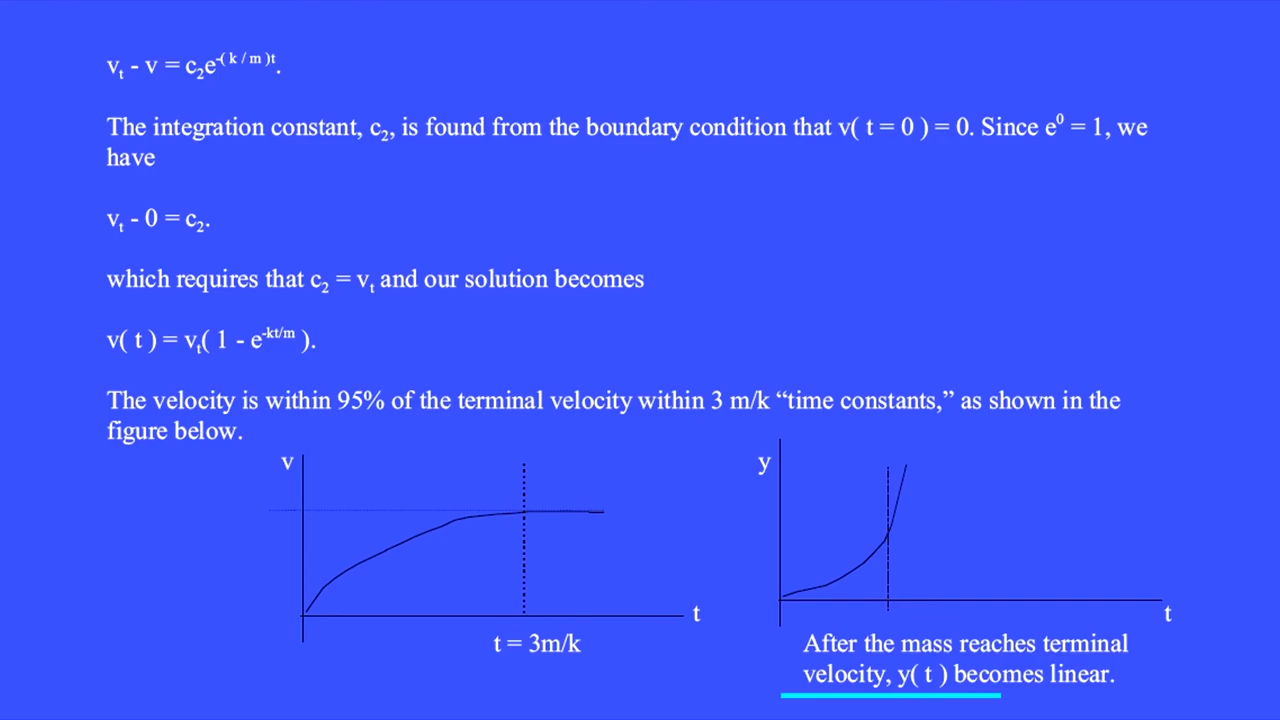 vₜ - v = c₂e⁻⁽ ᵏ ᐟ ᵐ ⁾ᵗ.
The integration constant, c₂, is found from the boundary condition that v( t = 0 ) = 0. Since e⁰ = 1, we
have
vₜ - 0 = c₂.
which requires that c₂ = vₜ and our solution becomes
v( t ) = vₜ( 1 - e⁻ᵏᵗᐟᵐ ).
The velocity is within 95% of the terminal velocity within 3 m/k “time constants,” as shown in the
figure below.
v
t
t = 3m/k
y
t
After the mass reaches terminal
velocity, y( t ) becomes linear.